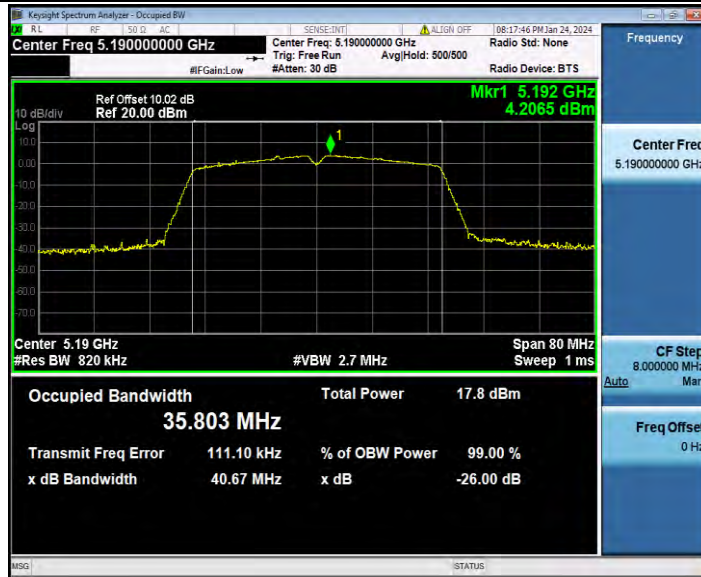 Keysight Spectrum Analyzer - Occupied BW
RL RF 50 Ω AC SENSE:INT ALIGN OFF 08:17:46 PM Jan 24, 2024
Center Freq 5.190000000 GHz
Center Freq: 5.190000000 GHz
Radio Std: None
Trig: Free Run Avg|Hold: 500/500
#IFGain:Low
#Atten: 30 dB
Radio Device: BTS
Ref Offset 10.02 dB
10 dB/div Ref 20.00 dBm
Mkr1 5.192 GHz
4.2065 dBm
Log
10.0
0.00
-10.0
-20.0
-30.0
-40.0
-50.0
-60.0
-70.0
1
Center 5.19 GHz
Span 80 MHz
#Res BW 820 kHz
#VBW 2.7 MHz
Sweep 1 ms
Occupied Bandwidth
Total Power 17.8 dBm
35.803 MHz
Transmit Freq Error 111.10 kHz
% of OBW Power 99.00 %
x dB Bandwidth 40.67 MHz
x dB -26.00 dB
MSG
STATUS
Frequency
Center Freq
5.190000000 GHz
CF Step
8.000000 MHz
Auto Man
Freq Offset
0 Hz